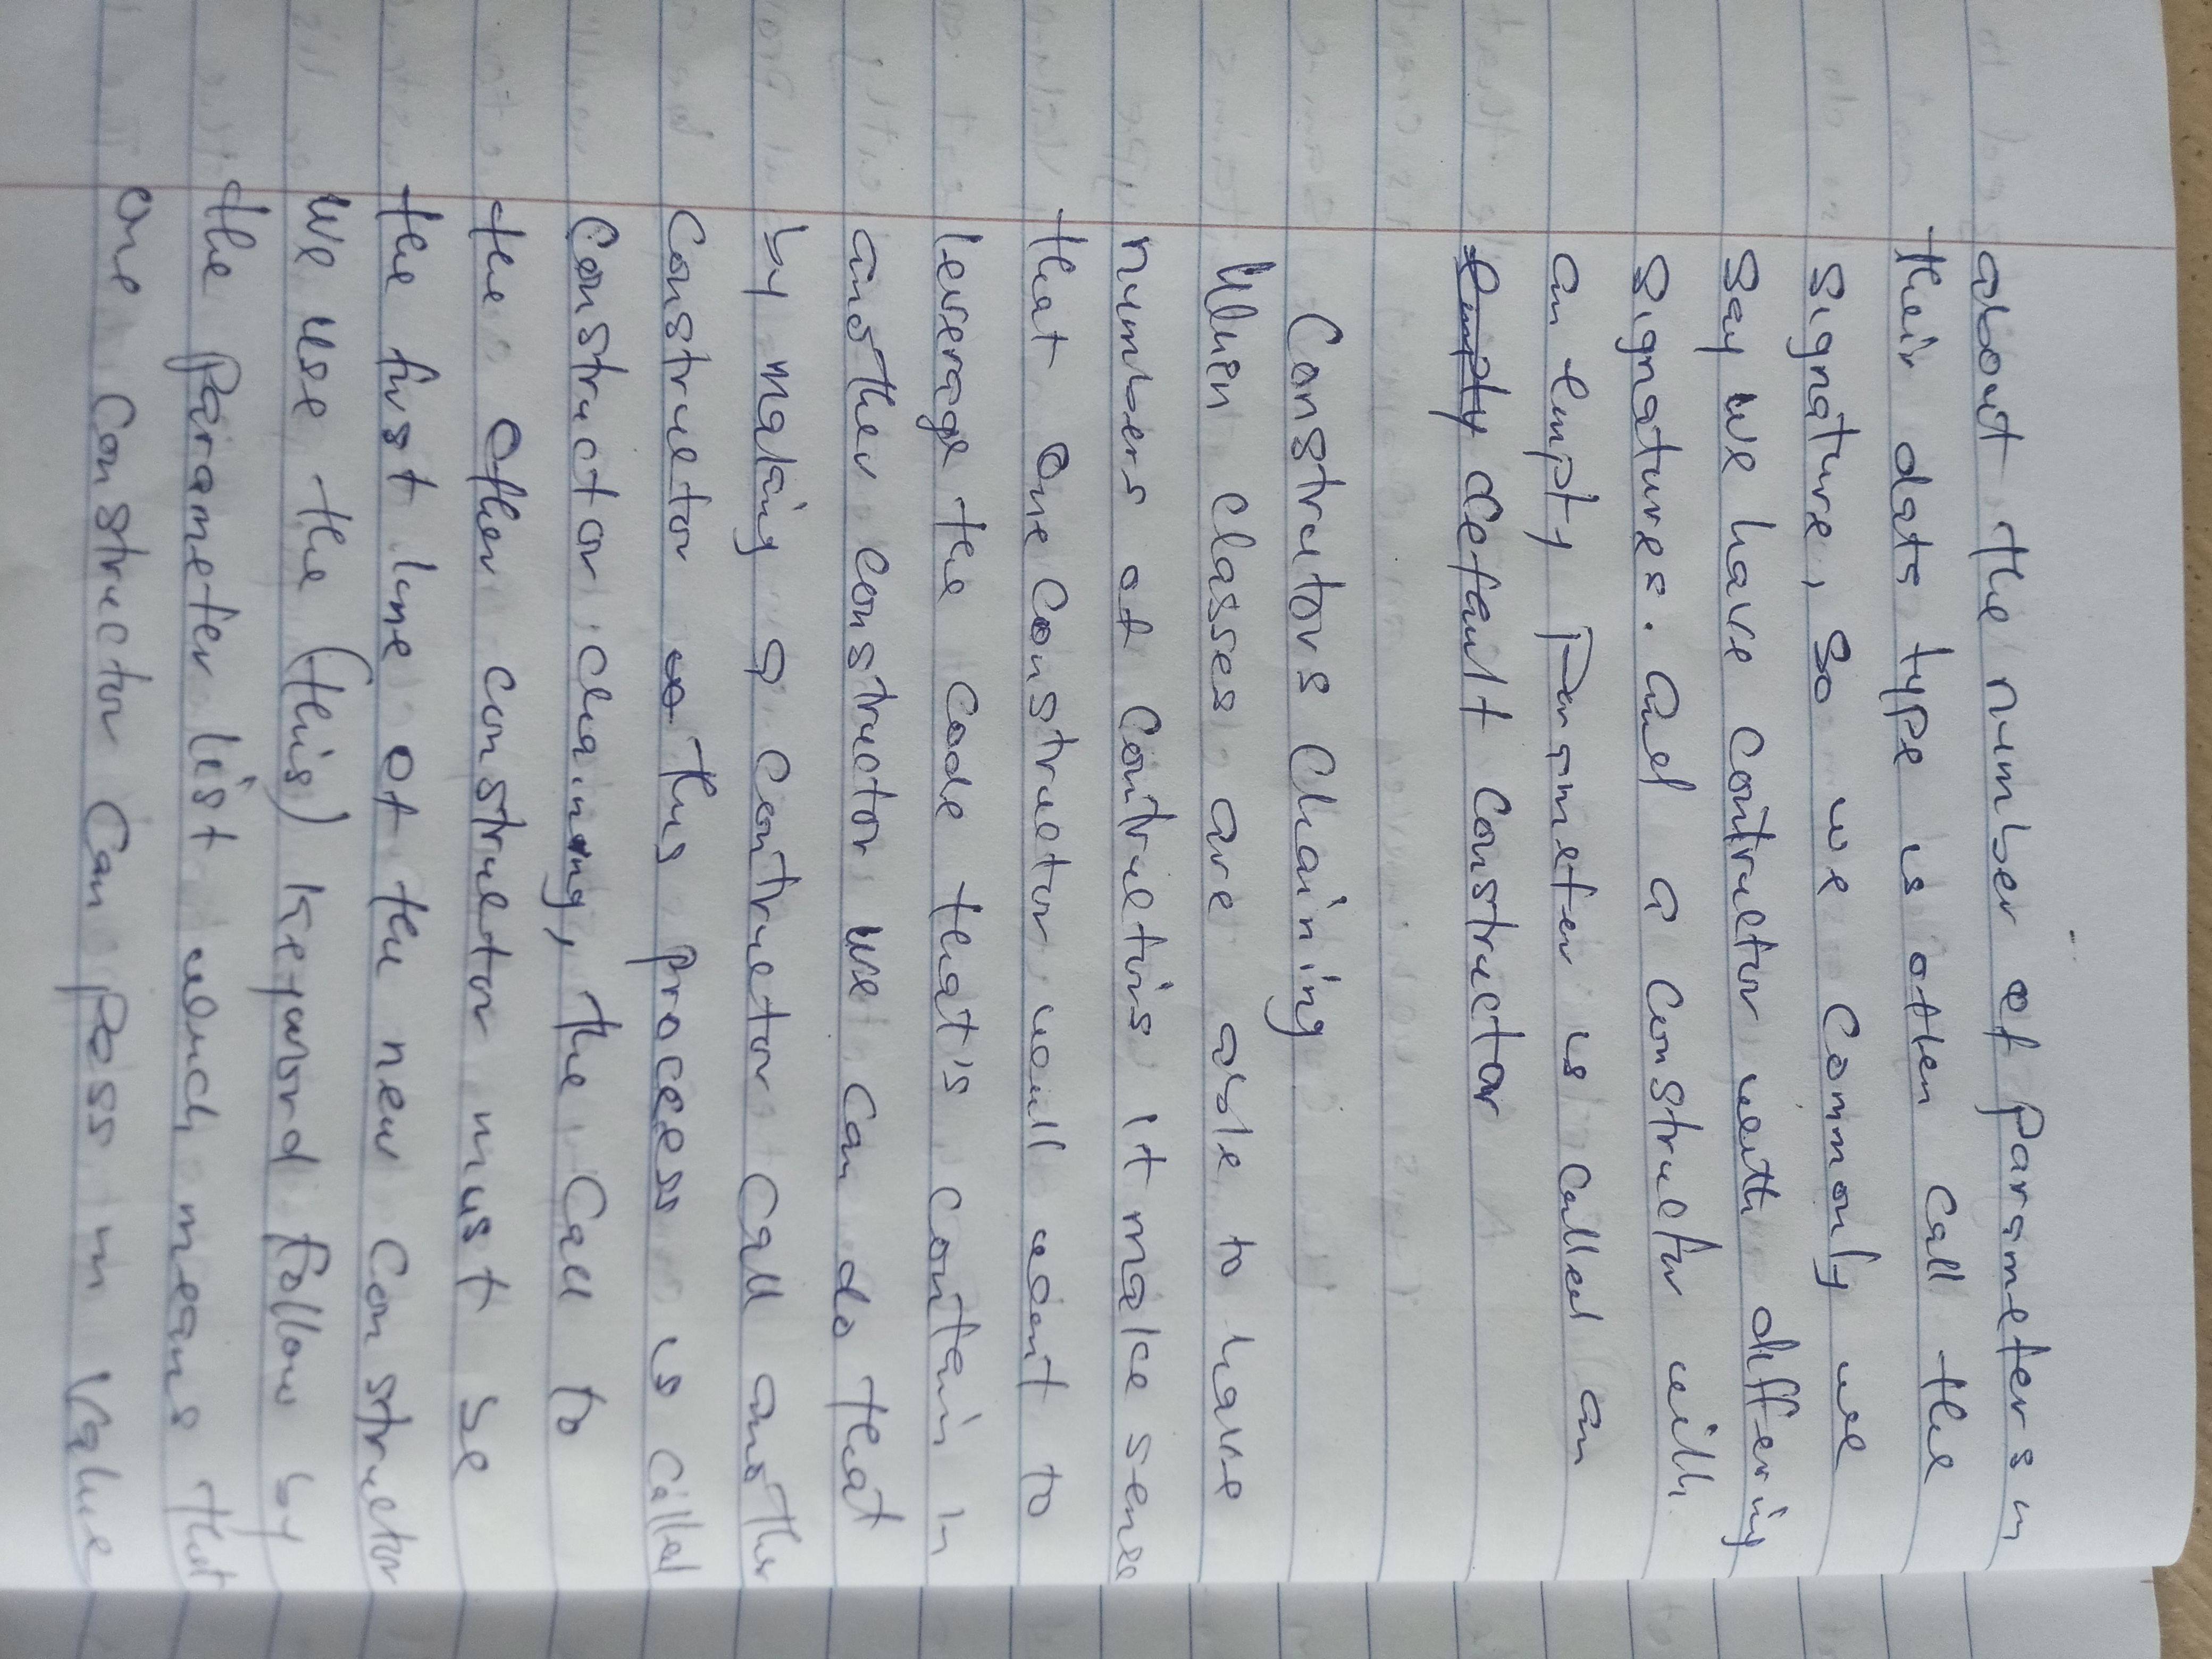 about the number of parameters in
their data type is often call the
signature, So we commonly we
say we have contructor with differing
signatures. and a constructor with
an empty parameter is called an
empty default constructor
Constructors Chaining
When classes are able to have
numbers of contructors it make sense
that one constructor will want to
leverage the code that's contain in
another constructor we can do that
by making a contructor call another
constructor this process is called
constructor chaining, the call to
the other constructor must be
the first line of the new constructor
we use the (this) keyword follow by
the parameter list which means that
one constructor can pass in value